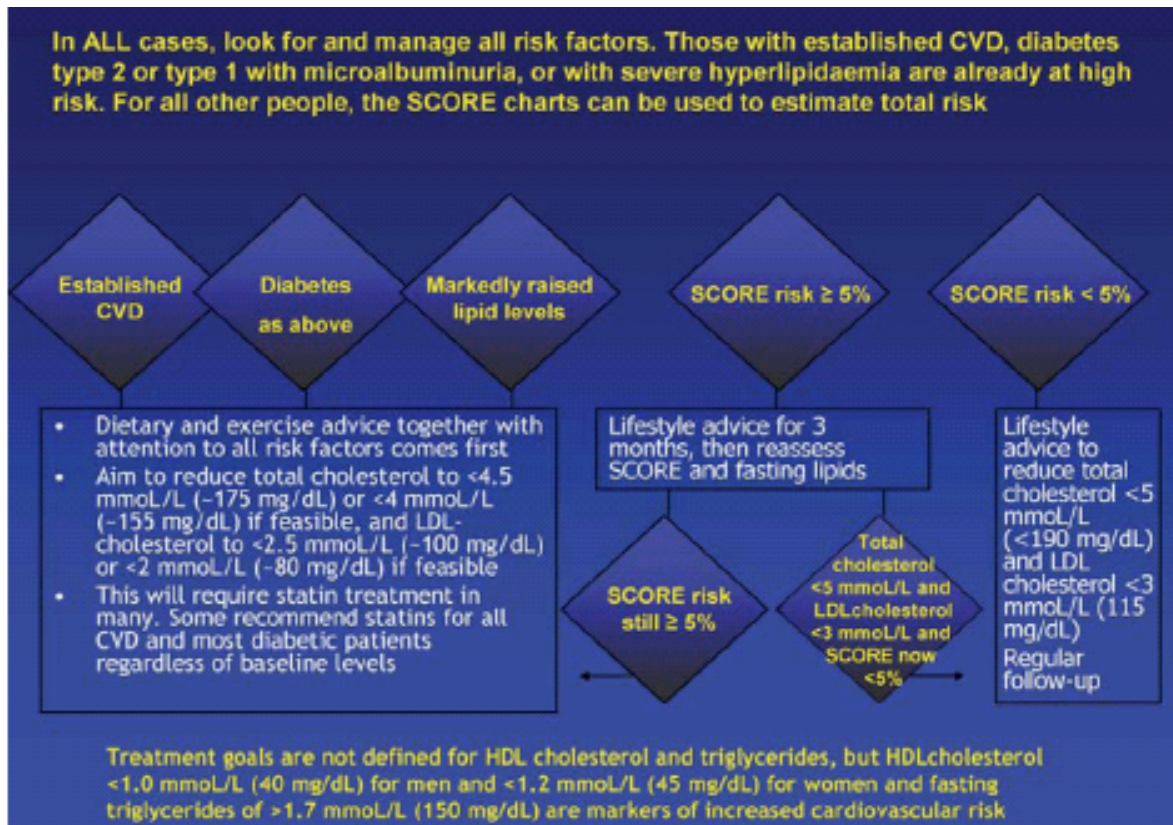 In ALL cases, look for and manage all risk factors. Those with established CVD, diabetes
type 2 or type 1 with microalbuminuria, or with severe hyperlipidaemia are already at high
risk. For all other people, the SCORE charts can be used to estimate total risk
Established
CVD
Diabetes
as above
Markedly raised
lipid levels
SCORE risk ≥ 5%
SCORE risk < 5%
• Dietary and exercise advice together with
attention to all risk factors comes first
• Aim to reduce total cholesterol to <4.5
mmoL/L (~175 mg/dL) or <4 mmoL/L
(~155 mg/dL) if feasible, and LDL-
cholesterol to <2.5 mmoL/L (~100 mg/dL)
or <2 mmoL/L (~80 mg/dL) if feasible
• This will require statin treatment in
many. Some recommend statins for all
CVD and most diabetic patients
regardless of baseline levels
Lifestyle advice for 3
months, then reassess
SCORE and fasting lipids
SCORE risk
still ≥ 5%
Total
cholesterol
<5 mmoL/L and
LDLcholesterol
<3 mmoL/L and
SCORE now
<5%
Lifestyle
advice to
reduce total
cholesterol <5
mmoL/L
(<190 mg/dL)
and LDL
cholesterol <3
mmoL/L (115
mg/dL)
Regular
follow-up
Treatment goals are not defined for HDL cholesterol and triglycerides, but HDLcholesterol
<1.0 mmoL/L (40 mg/dL) for men and <1.2 mmoL/L (45 mg/dL) for women and fasting
triglycerides of >1.7 mmoL/L (150 mg/dL) are markers of increased cardiovascular risk